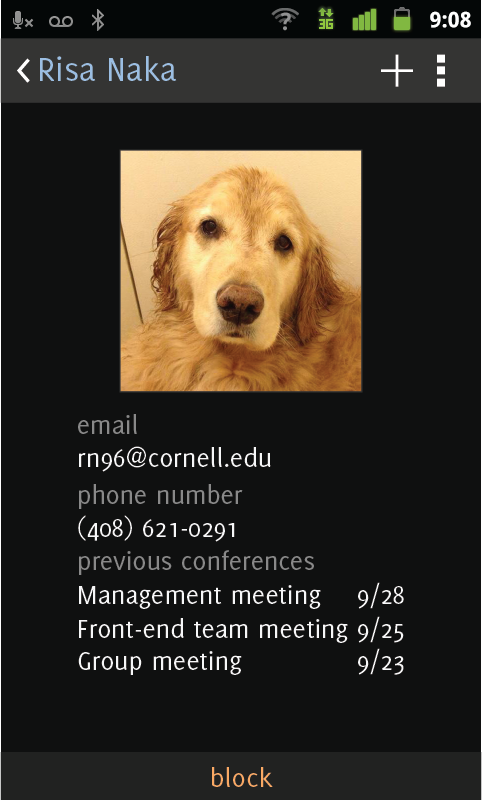 3G 9:08
Risa Naka
email
rn96@cornell.edu
phone number
(408) 621-0291
previous conferences
Management meeting 9/28
Front-end team meeting 9/25
Group meeting 9/23
block